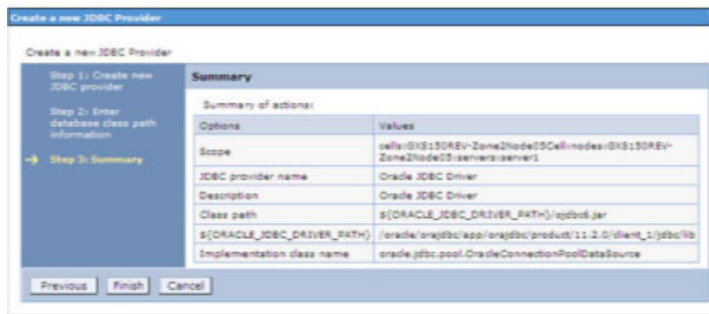 Create a new JDBC Provider
Create a new JDBC Provider
Step 1: Create new
JDBC provider
Step 2: Enter
database class path
information
Step 3: Summary
Summary
Summary of actions:
Options Values
Scope cells:GXS150REV-Zone2Node05Cell:nodes:GXS150REV-
Zone2Node05:servers:server1
JDBC provider name Oracle JDBC Driver
Description Oracle JDBC Driver
Class path ${ORACLE_JDBC_DRIVER_PATH}/ojdbc6.jar
${ORACLE_JDBC_DRIVER_PATH} /oracle/orajdbc/app/orajdbc/product/11.2.0/client_1/jdbc/lib
Implementation class name oracle.jdbc.pool.OracleConnectionPoolDataSource
Previous Finish Cancel